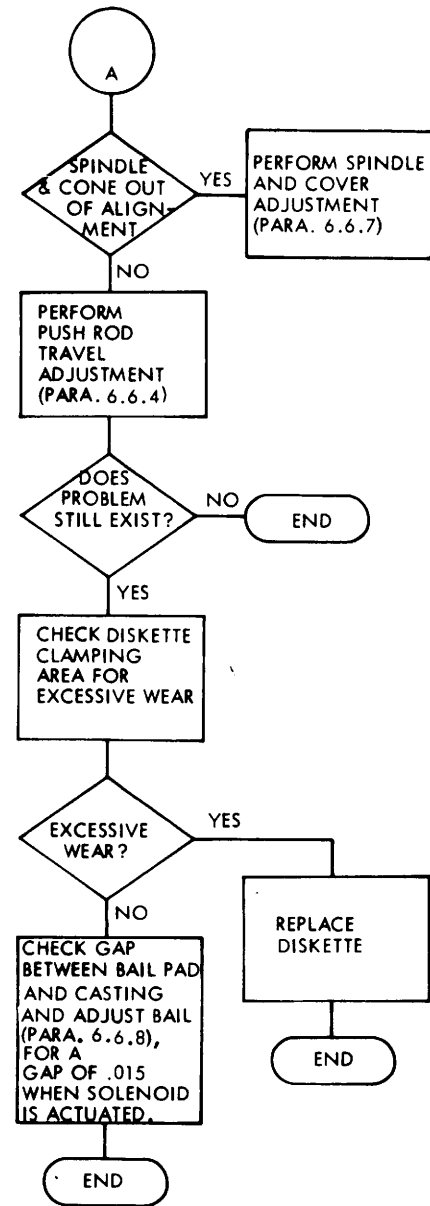 A
SPINDLE
& CONE OUT
OF ALIGN-
MENT
YES
PERFORM SPINDLE
AND COVER
ADJUSTMENT
(PARA. 6.6.7)
NO
PERFORM
PUSH ROD
TRAVEL
ADJUSTMENT
(PARA. 6.6.4)
DOES
PROBLEM
STILL EXIST?
NO
END
YES
CHECK DISKETTE
CLAMPING
AREA FOR
EXCESSIVE WEAR
EXCESSIVE
WEAR?
YES
REPLACE
DISKETTE
END
NO
CHECK GAP
BETWEEN BAIL PAD
AND CASTING
AND ADJUST BAIL
(PARA. 6.6.8),
FOR A
GAP OF .015
WHEN SOLENOID
IS ACTUATED.
END